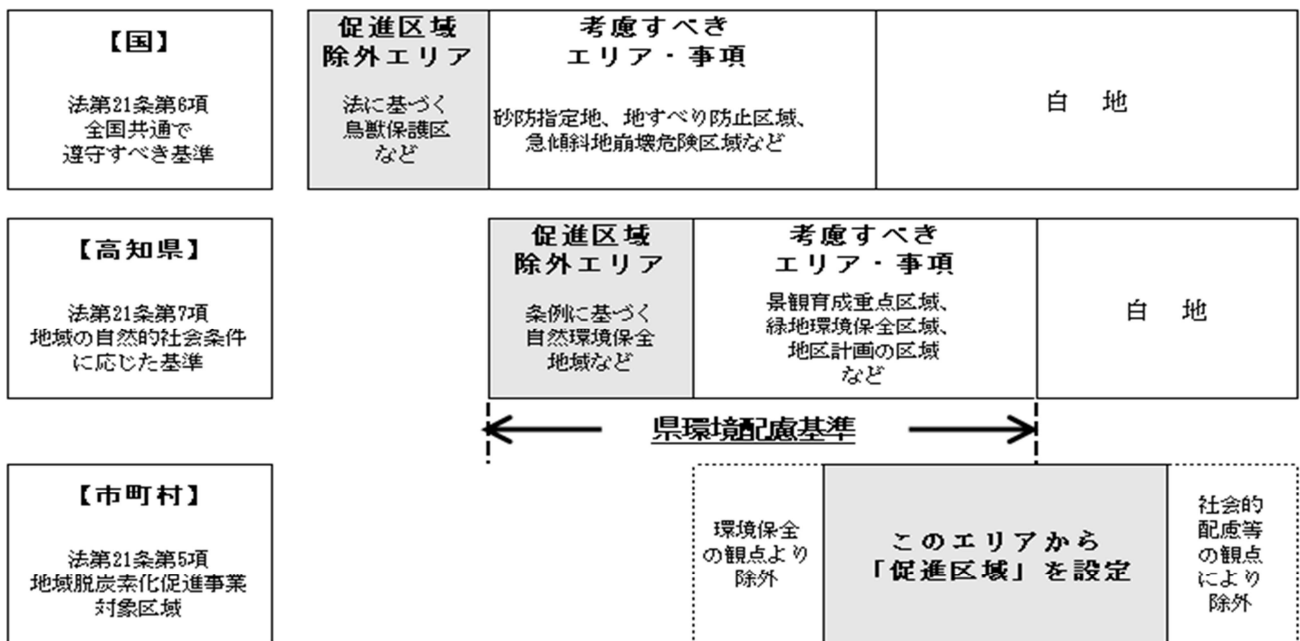 【国】
法第21条第6項
全国共通で
遵守すべき基準
促進区域
除外エリア
法に基づく
鳥獣保護区
など
考慮すべき
エリア・事項
砂防指定地、地すべり防止区域、
急傾斜地崩壊危険区域など
白 地
【高知県】
法第21条第7項
地域の自然的社会条件
に応じた基準
促進区域
除外エリア
条例に基づく
自然環境保全
地域など
考慮すべき
エリア・事項
景観育成重点区域、
緑地環境保全区域、
地区計画の区域
など
白 地
県環境配慮基準
【市町村】
法第21条第5項
地域脱炭素化促進事業
対象区域
環境保全
の観点より
除外
このエリアから
「促進区域」を設定
社会的
配慮等
の観点
により
除外